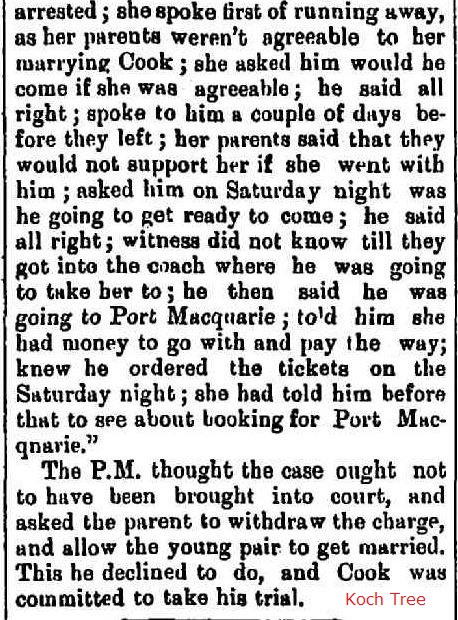 arrested ; she spoke first of running away,
as her parents weren't agreeable to her
marrying Cook ; she asked him would he
come if she was agreeable ; he said all
right ; spoke to him a couple of days be-
fore they left ; her parents said that they
would not support her if she went with
him ; asked him on Saturday night was
he going to get ready to come ; he said
all right ; witness did not know till they
got into the coach where he was going
to take her to ; he then said he was
going to Port Macquarie ; to'd him she
had money to go with and pay the way;
knew he ordered the tickets on the
Saturday night ; she had told him before
that to see about booking for Port Mac-
qnarie."
The P.M. thought the case ought not
to have been brought into court, and
asked the parent to withdraw the charge,
and allow the young pair to get married.
This he declined to do, and Cook was
committed to take his trial.
Koch Tree